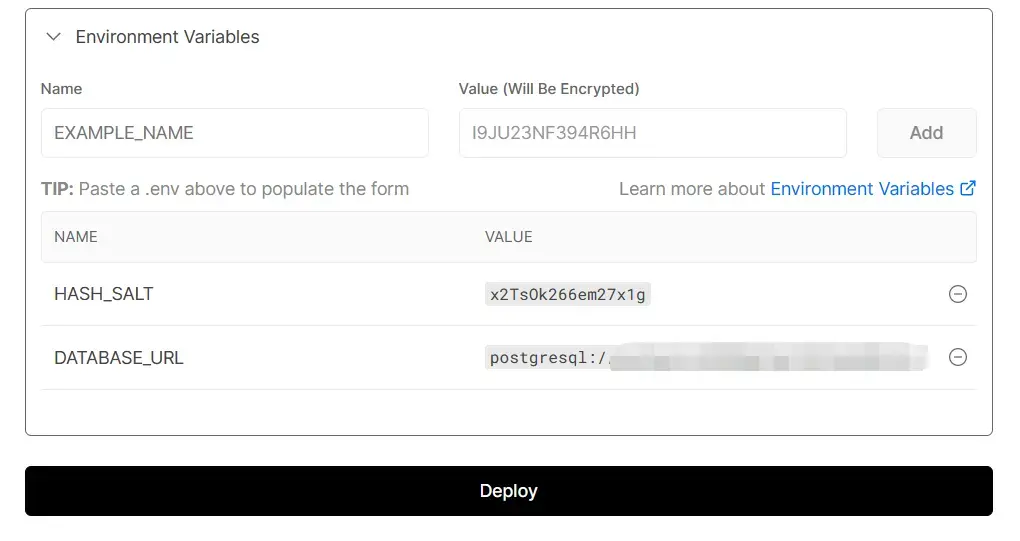 Environment Variables
Name Value (Will Be Encrypted)
EXAMPLE_NAME I9JU23NF394R6HH Add
TIP: Paste a .env above to populate the form Learn more about Environment Variables
NAME VALUE
HASH_SALT x2TsOk266em27x1g
DATABASE_URL postgresql:/
Deploy